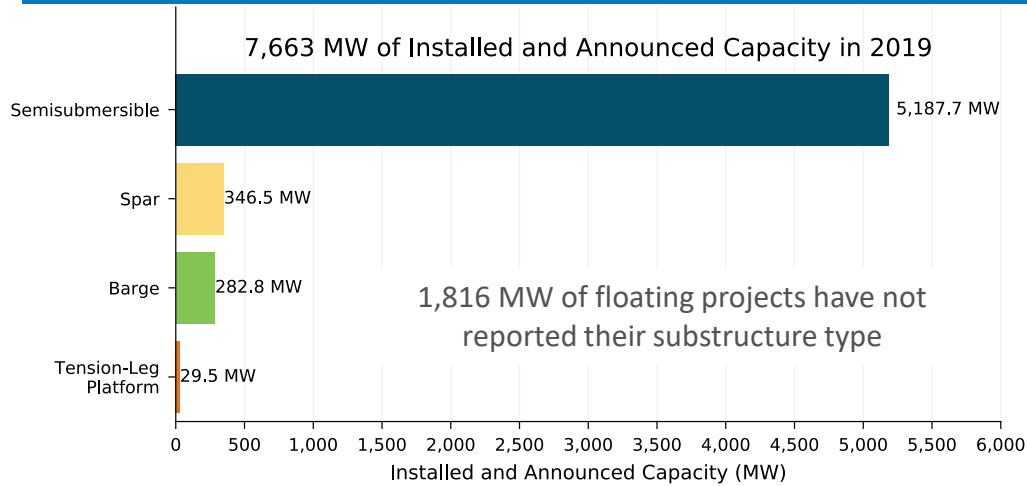 7,663 MW of Installed and Announced Capacity in 2019
Semisubmersible
5,187.7 MW
Spar
346.5 MW
Barge
282.8 MW
1,816 MW of floating projects have not
reported their substructure type
Tension-Leg
Platform
29.5 MW
0 500 1,000 1,500 2,000 2,500 3,000 3,500 4,000 4,500 5,000 5,500 6,000
Installed and Announced Capacity (MW)